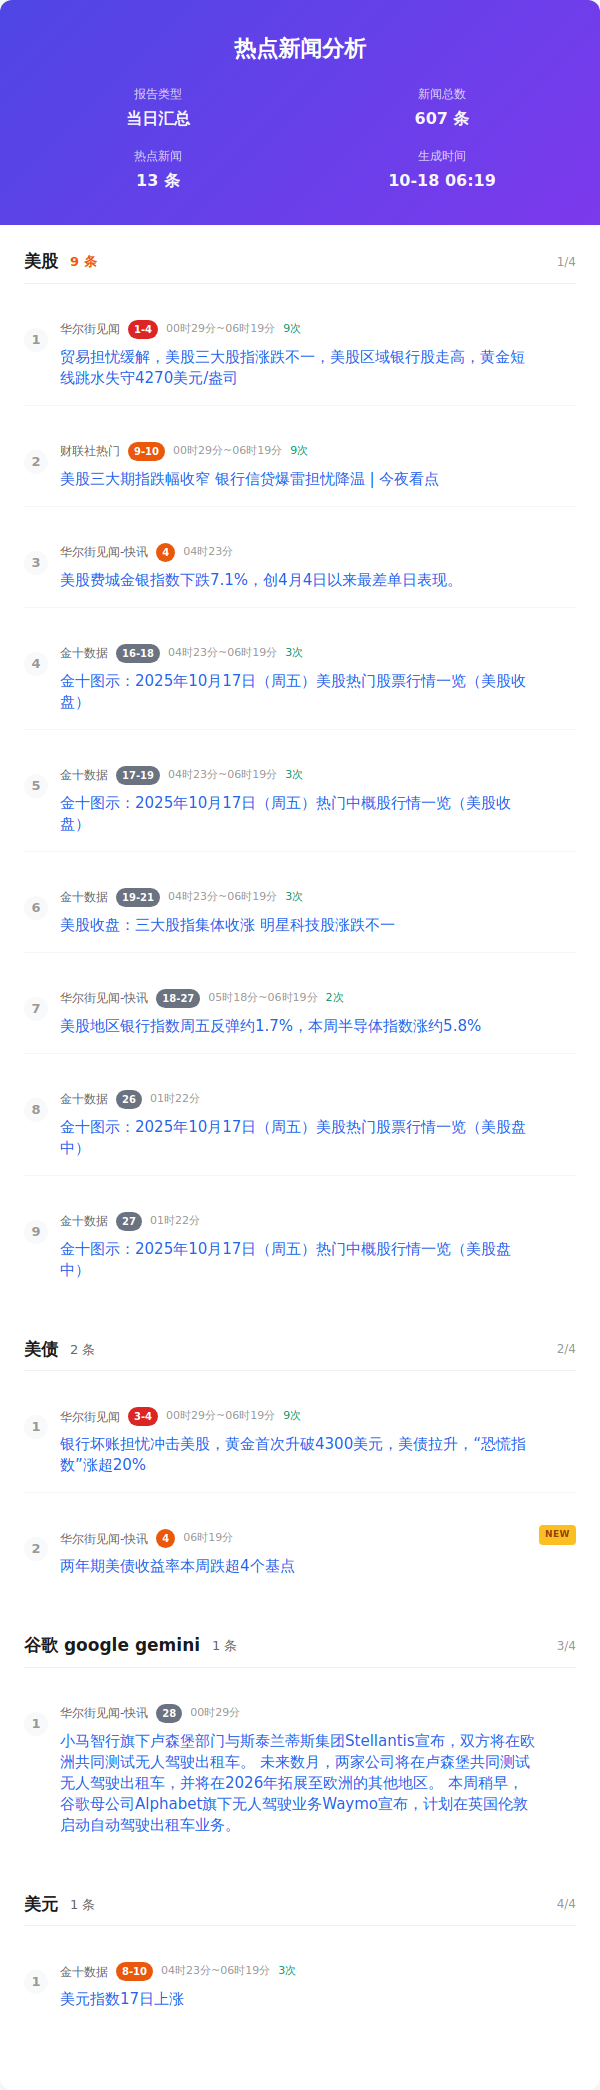 热点新闻分析
报告类型
新闻总数
当日汇总
607 条
热点新闻
生成时间
13 条
10-18 06:19
美股 9 条 1/4
1
华尔街见闻 1-4 00时29分~06时19分 9次
贸易担忧缓解，美股三大股指涨跌不一，美股区域银行股走高，黄金短
线跳水失守4270美元/盎司
2
财联社热门 9-10 00时29分~06时19分 9次
美股三大期指跌幅收窄 银行信贷爆雷担忧降温 | 今夜看点
3
华尔街见闻-快讯 4 04时23分
美股费城金银指数下跌7.1%，创4月4日以来最差单日表现。
4
金十数据 16-18 04时23分~06时19分 3次
金十图示：2025年10月17日（周五）美股热门股票行情一览（美股收
盘）
5
金十数据 17-19 04时23分~06时19分 3次
金十图示：2025年10月17日（周五）热门中概股行情一览（美股收
盘）
6
金十数据 19-21 04时23分~06时19分 3次
美股收盘：三大股指集体收涨 明星科技股涨跌不一
7
华尔街见闻-快讯 18-27 05时18分~06时19分 2次
美股地区银行指数周五反弹约1.7%，本周半导体指数涨约5.8%
8
金十数据 26 01时22分
金十图示：2025年10月17日（周五）美股热门股票行情一览（美股盘
中）
9
金十数据 27 01时22分
金十图示：2025年10月17日（周五）热门中概股行情一览（美股盘
中）
美债 2 条 2/4
1
华尔街见闻 3-4 00时29分~06时19分 9次
银行坏账担忧冲击美股，黄金首次升破4300美元，美债拉升，“恐慌指
数”涨超20%
2
华尔街见闻-快讯 4 06时19分 NEW
两年期美债收益率本周跌超4个基点
谷歌 google gemini 1 条 3/4
1
华尔街见闻-快讯 28 00时29分
小马智行旗下卢森堡部门与斯泰兰蒂斯集团Stellantis宣布，双方将在欧
洲共同测试无人驾驶出租车。 未来数月，两家公司将在卢森堡共同测试
无人驾驶出租车，并将在2026年拓展至欧洲的其他地区。 本周稍早，
谷歌母公司Alphabet旗下无人驾驶业务Waymo宣布，计划在英国伦敦
启动自动驾驶出租车业务。
美元 1 条 4/4
1
金十数据 8-10 04时23分~06时19分 3次
美元指数17日上涨